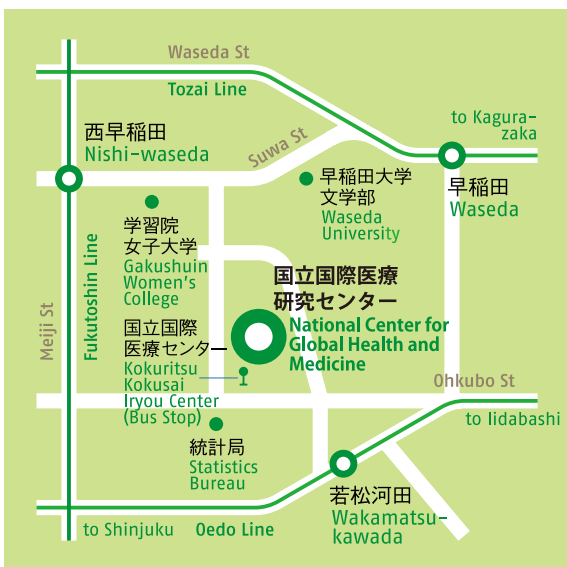 Waseda St
Tozai Line
to Kagura-
zaka
西早稲田
Nishi-waseda
Suwa St
早稲田大学
文学部
Waseda
University
早稲田
Waseda
学習院
女子大学
Gakushuin
Women's
College
Meiji St
Fukutoshin Line
国立国際医療
研究センター
National Center for
Global Health and
Medicine
国立国際
医療センター
Kokuritsu
Kokusai
Iryou Center
(Bus Stop)
Ohkubo St
to Iidabashi
統計局
Statistics
Bureau
若松河田
Wakamatsu-
kawada
to Shinjuku
Oedo Line